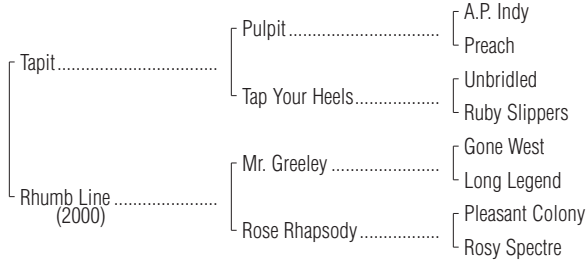 A.P. Indy
Pulpit
Preach
Tapit
Unbridled
Tap Your Heels
Ruby Slippers
Gone West
Mr. Greeley
Long Legend
Rhumb Line
(2000)
Pleasant Colony
Rose Rhapsody
Rosy Spectre